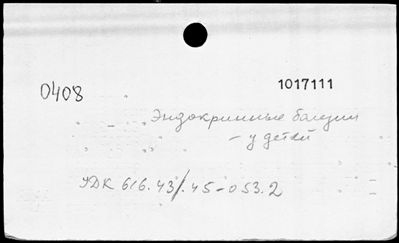 0408
1017111
Эндокринные болезни
- у детей
УДК 616.43/.45-053.2